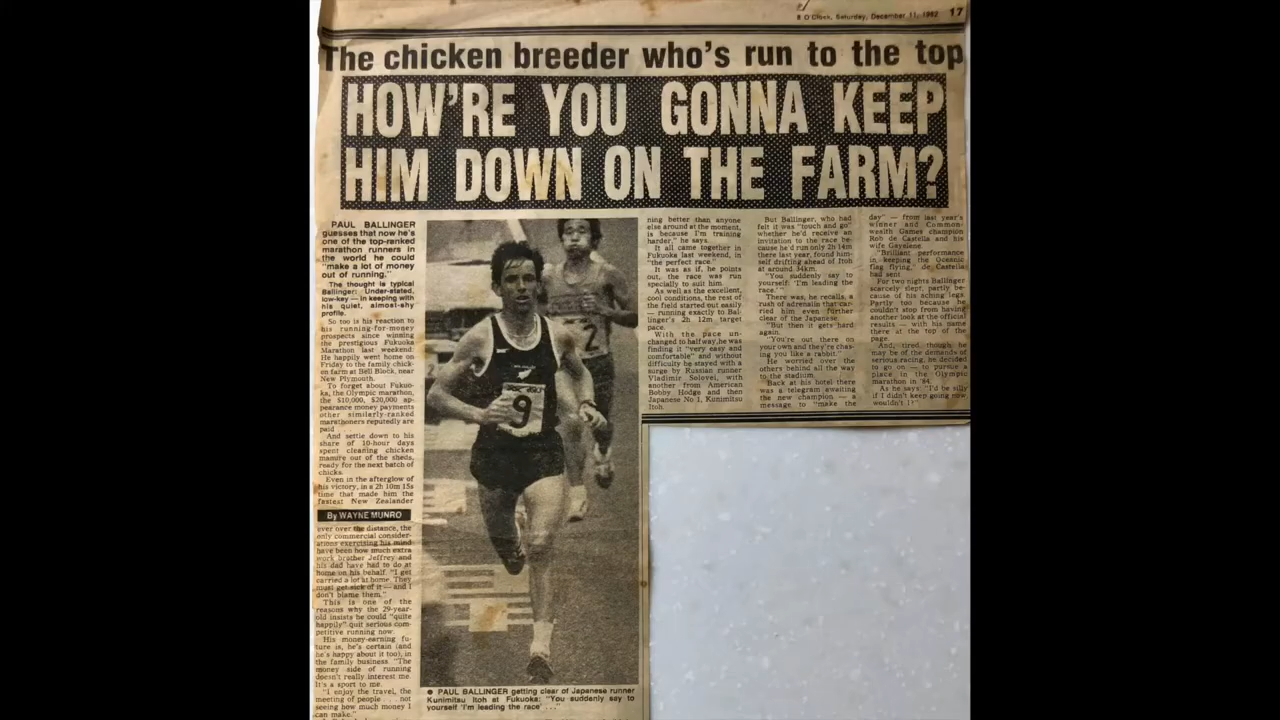 8 O'Clock, Saturday, December 11, 1982 17
The chicken breeder who's run to the top
HOW'RE YOU GONNA KEEP
HIM DOWN ON THE FARM?
PAUL BALLINGER
guesses that now he's
one of the top-ranked
marathon runners in
the world he could
"make a lot of money
out of running."
The thought is typical
Ballinger: Under-stated,
low-key — in keeping with
his quiet, almost-shy
profile.
So too is his reaction to
his running-for-money
prospects since winning
the prestigious Fukuoka
Marathon last weekend:
He happily went home on
Friday to the family chick-
en farm at Bell Block, near
New Plymouth.
To forget about Fukuo-
ka, the Olympic marathon,
the $10,000, $20,000 ap-
pearance money payments
other similarly-ranked
marathoners reputedly are
paid.
And settle down to his
share of 10-hour days
spent cleaning chicken
manure out of the sheds,
ready for the next batch of
chicks.
Even in the afterglow of
his victory, in a 2h 10m 15s
time that made him the
fastest New Zealander
By WAYNE MUNRO
ever over the distance, the
only commercial consider-
ations exercising his mind
have been how much extra
work brother Jeffrey and
his dad have had to do at
home on his behalf. "I get
carried a lot at home. They
must get sick of it — and I
don't blame them."
This is one of the
reasons why the 29-year-
old insists he could "quite
happily" quit serious com-
petitive running now.
His money-earning fu-
ture is, he's certain (and
he's happy about it too), in
the family business. "The
money side of running
doesn't really interest me.
It's a sport to me.
"I enjoy the travel, the
meeting of people . . . not
seeing how much money I
can make."
9
2
● PAUL BALLINGER getting clear of Japanese runner
Kunimitsu Itoh at Fukuoka: "You suddenly say to
yourself 'I'm leading the race' . . ."
ning better than anyone
else around at the moment,
is because I'm training
harder," he says.
It all came together in
Fukuoka last weekend, in
"the perfect race."
It was as if, he points
out, the race was run
specially to suit him.
As well as the excellent,
cool conditions, the rest of
the field started out easily
— running exactly to Bal-
linger's 2h 12m target
pace.
With the pace un-
changed to halfway, he was
finding it "very easy and
comfortable" and without
difficulty he stayed with a
surge by Russian runner
Vladimir Soloyel, with
another from American
Bobby Hodge and then
Japanese No 1, Kunimitsu
Itoh.
But Ballinger, who had
felt it was "touch and go"
whether he'd receive an
invitation to the race be-
cause he'd run only 2h 14m
there last year, found him-
self drifting ahead of Itoh
at around 34km.
"You suddenly say to
yourself: 'I'm leading the
race.'"
There was, he recalls, a
rush of adrenalin that car-
ried him even further
clear of the Japanese.
"But then it gets hard
again.
"You're out there on
your own and they're chas-
ing you like a rabbit."
He worried over the
others behind all the way
to the stadium.
Back at his hotel there
was a telegram awaiting
the new champion — a
message to "make the
day" — from last year's
winner and Common-
wealth Games champion
Rob de Castella and his
wife Gayelene.
"Brilliant performance
in keeping the Oceanic
flag flying," de Castella
had sent.
For two nights Ballinger
scarcely slept, partly be-
cause of his aching legs.
Partly too because he
couldn't stop from having
another look at the official
results — with his name
there at the top of the
page.
And, tired though he
may be of the demands of
serious racing, he decided
to go on — to pursue a
place in the Olympic
marathon in '84.
As he says: "I'd be silly
if I didn't keep going now
wouldn't I?"